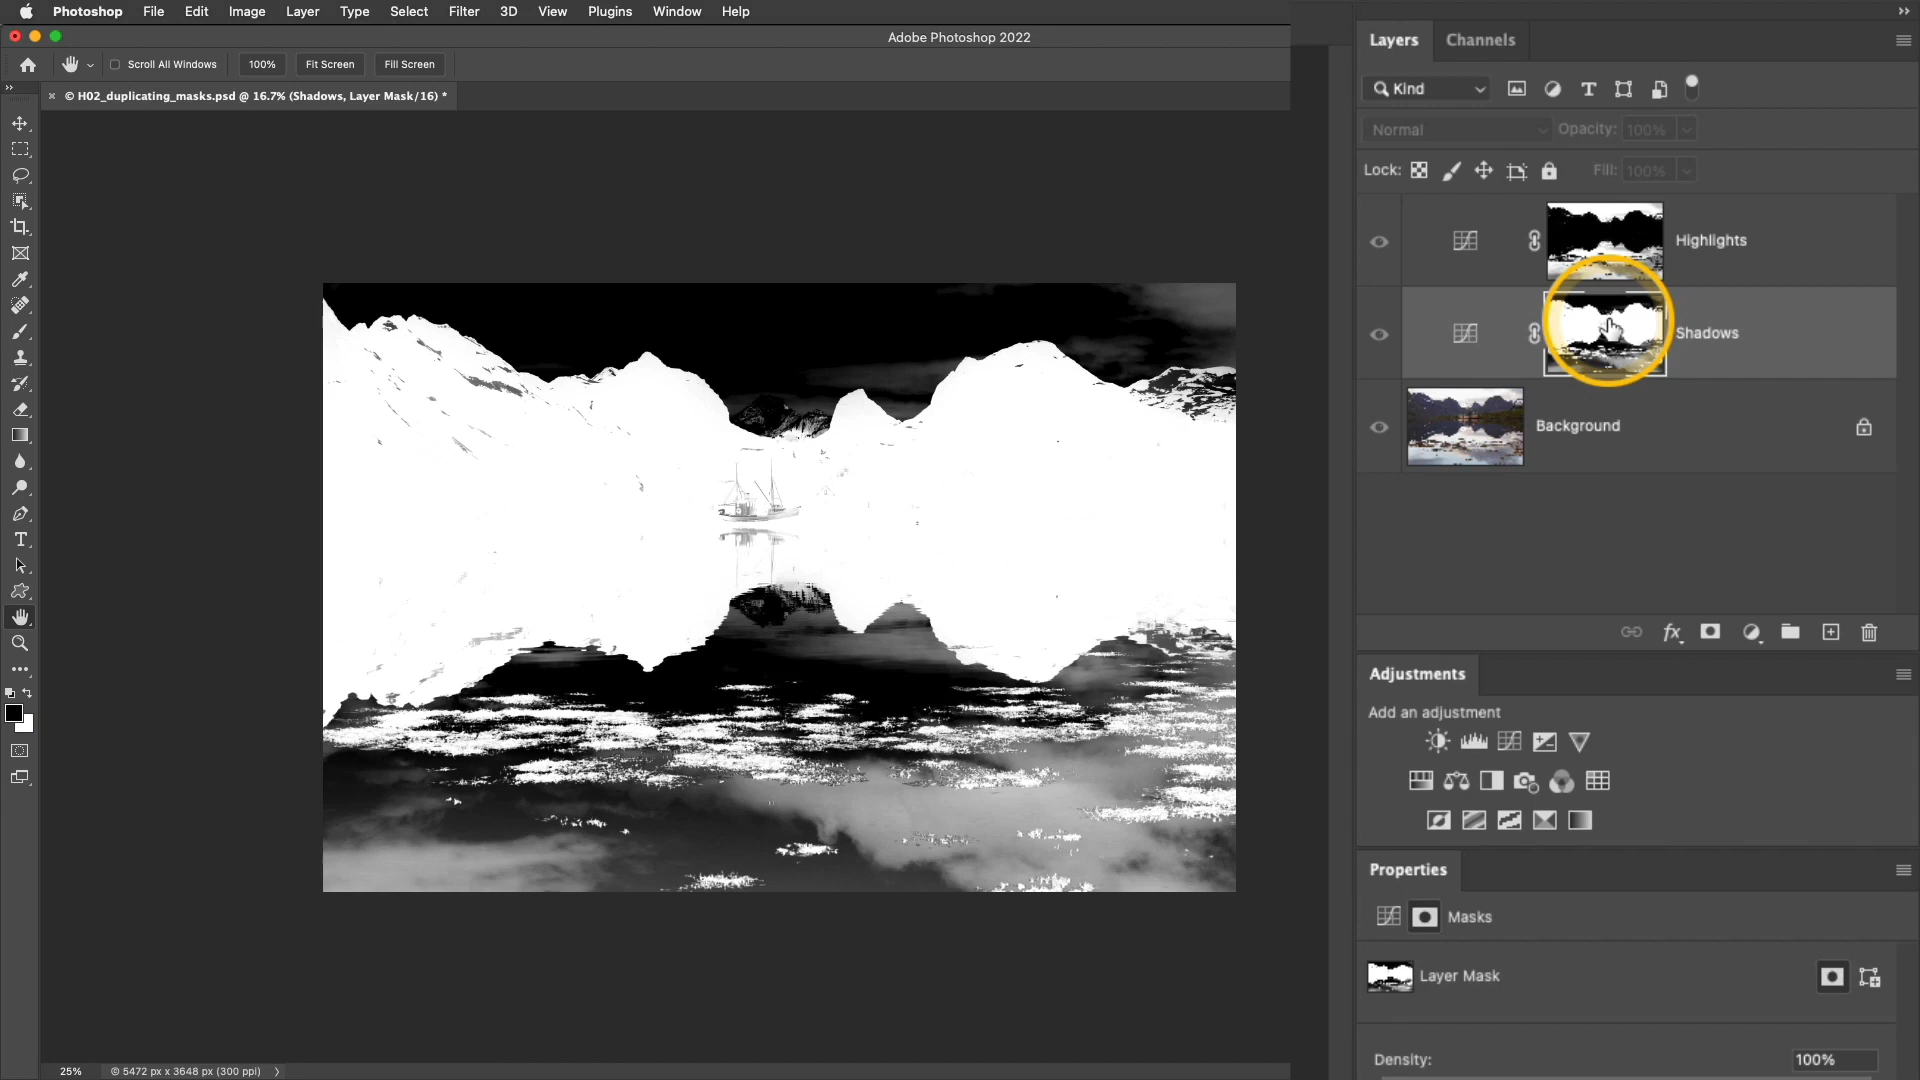 Photoshop File Edit Image Layer Type Select Filter 3D View Plugins Window Help
Adobe Photoshop 2022
Scroll All Windows 100% Fit Screen Fill Screen
© H02_duplicating_masks.psd @ 16.7% (Shadows, Layer Mask/16) *
Layers Channels
Kind
Normal Opacity: 100%
Lock: Fill: 100%
Highlights
Shadows
Background
fx
Adjustments
Add an adjustment
Properties
Masks
Layer Mask
Density: 100%
25% © 5472 px x 3648 px (300 ppi)